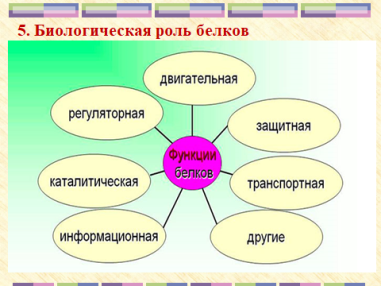 5. Биологическая роль белков
двигательная
регуляторная
защитная
Функции
белков
каталитическая
транспортная
информационная
другие